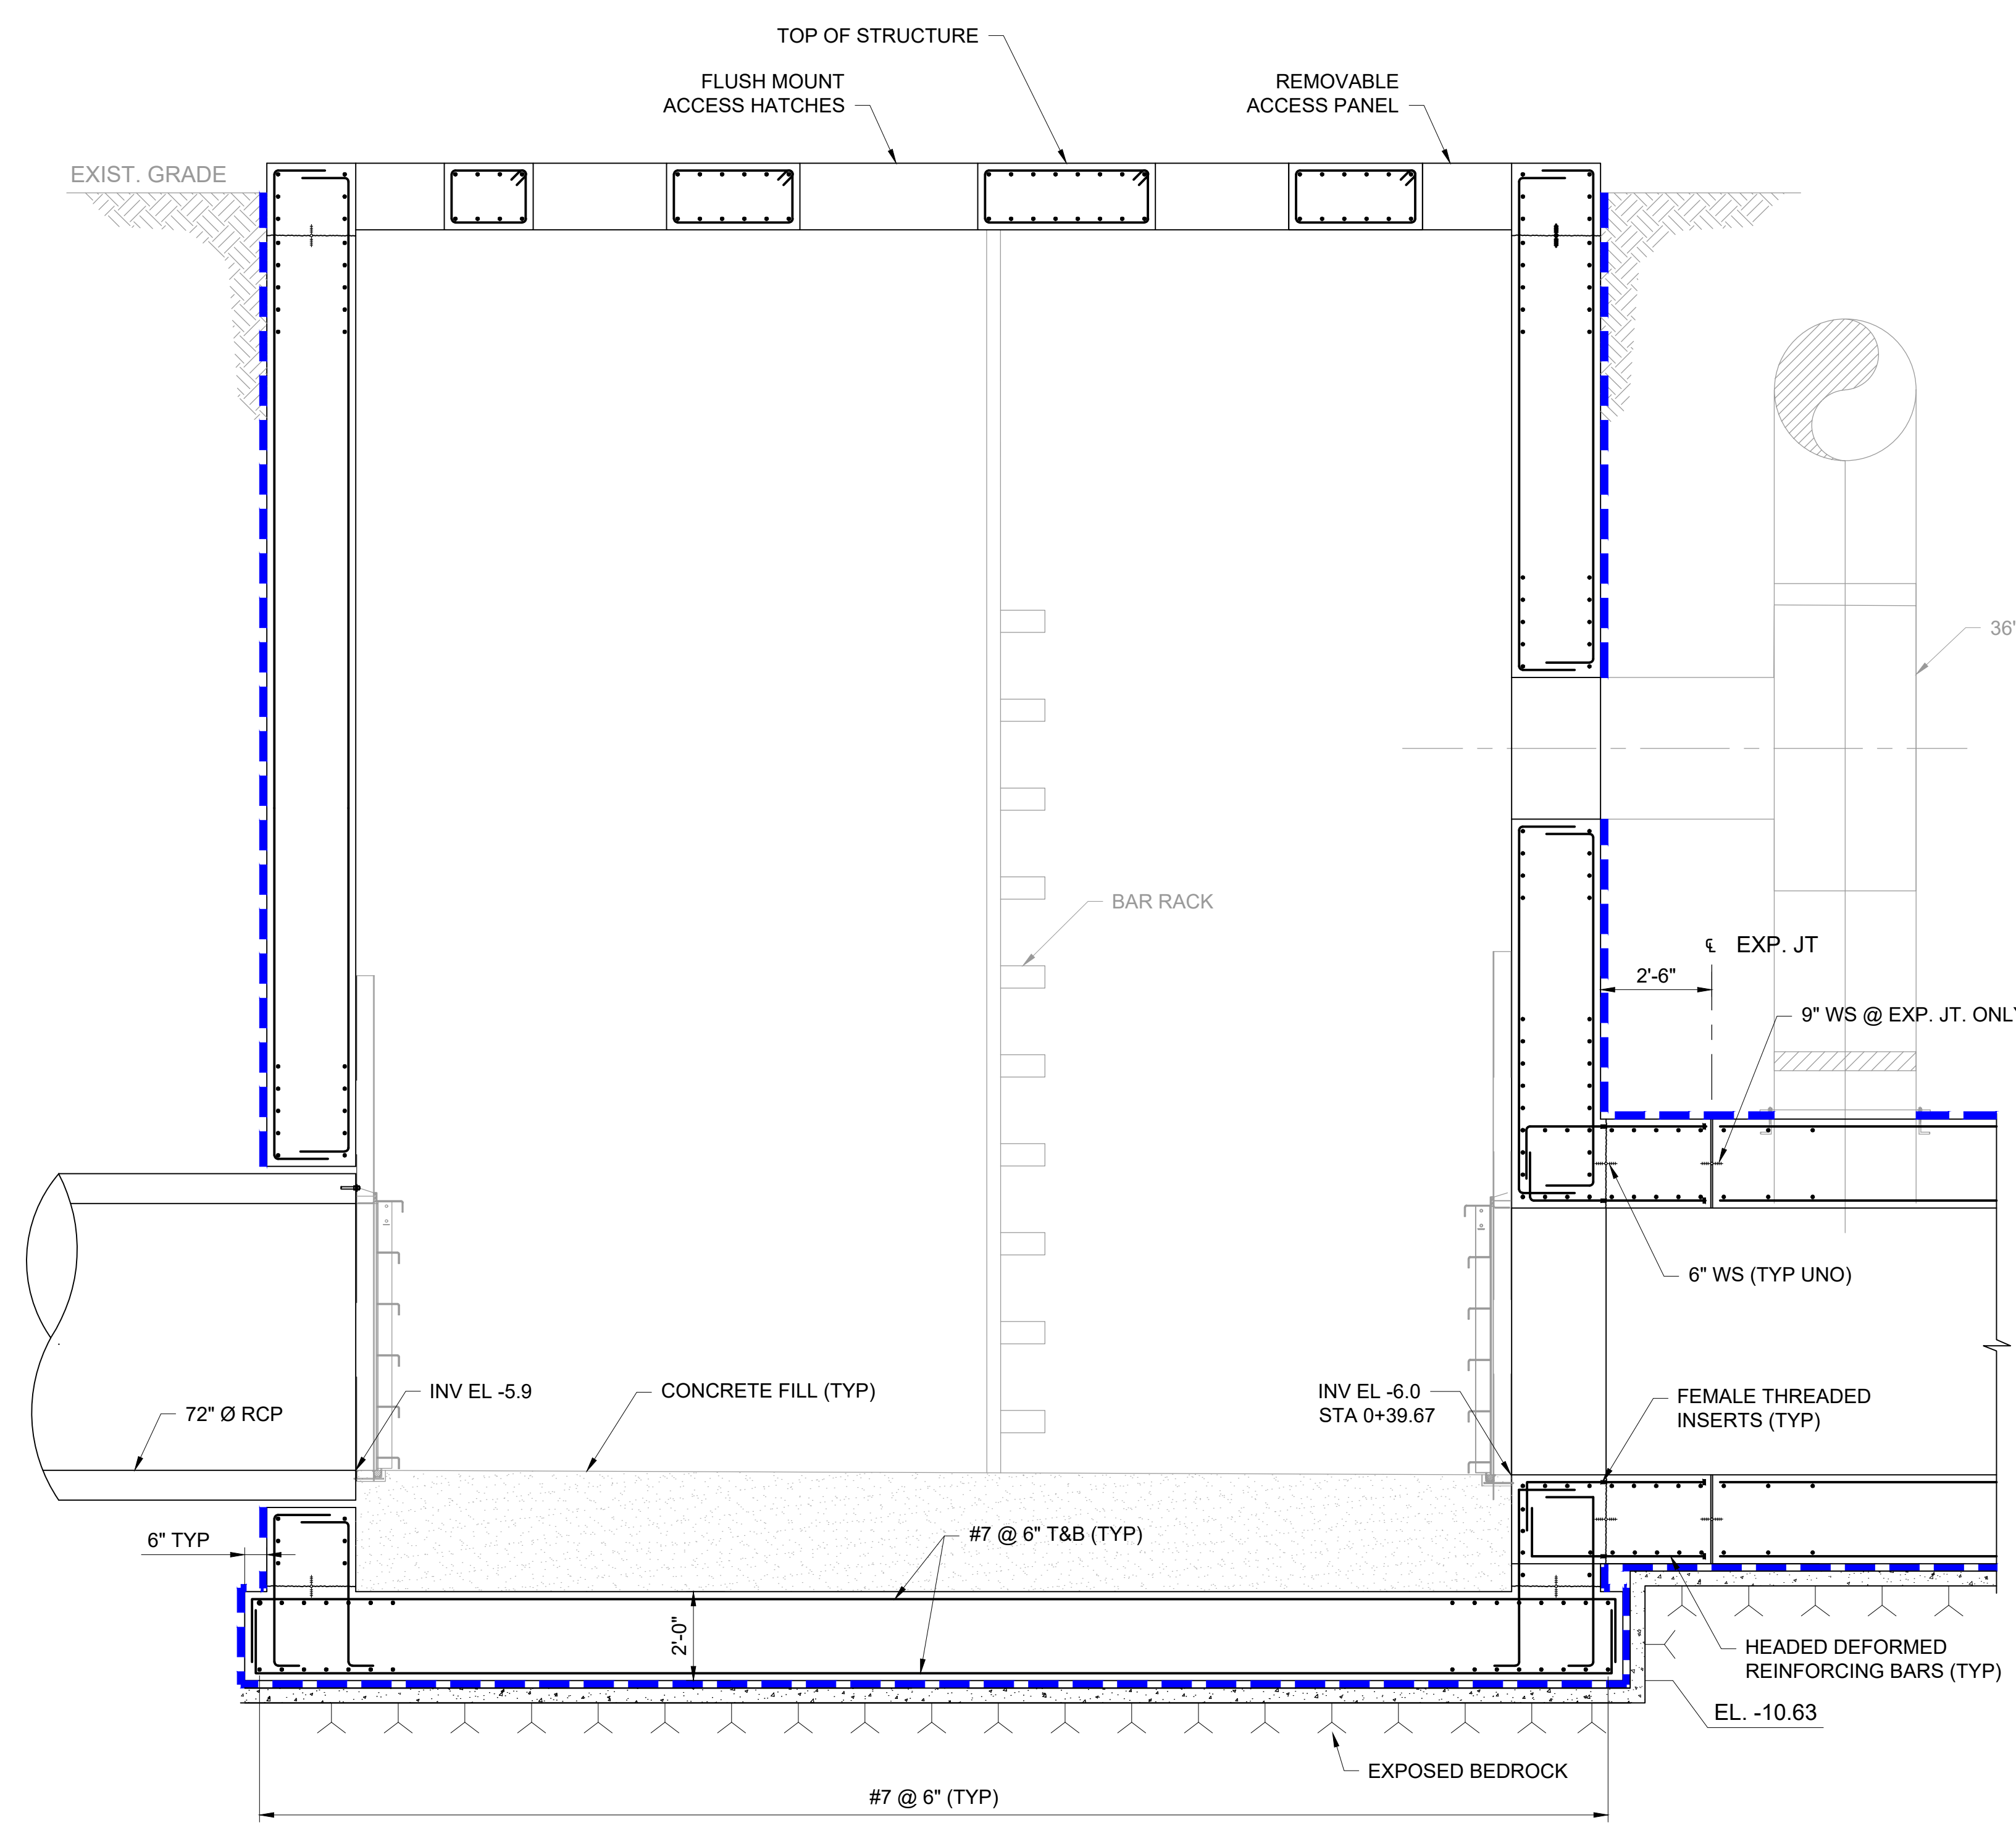 TOP OF STRUCTURE
FLUSH MOUNT
ACCESS HATCHES
REMOVABLE
ACCESS PANEL
EXIST. GRADE
36"
BAR RACK
℄ EXP. JT
2'-6"
9" WS @ EXP. JT. ONLY
6" WS (TYP UNO)
INV EL -5.9
CONCRETE FILL (TYP)
INV EL -6.0
STA 0+39.67
FEMALE THREADED
INSERTS (TYP)
72" Ø RCP
6" TYP
#7 @ 6" T&B (TYP)
2'-0"
HEADED DEFORMED
REINFORCING BARS (TYP)
EL. -10.63
EXPOSED BEDROCK
#7 @ 6" (TYP)